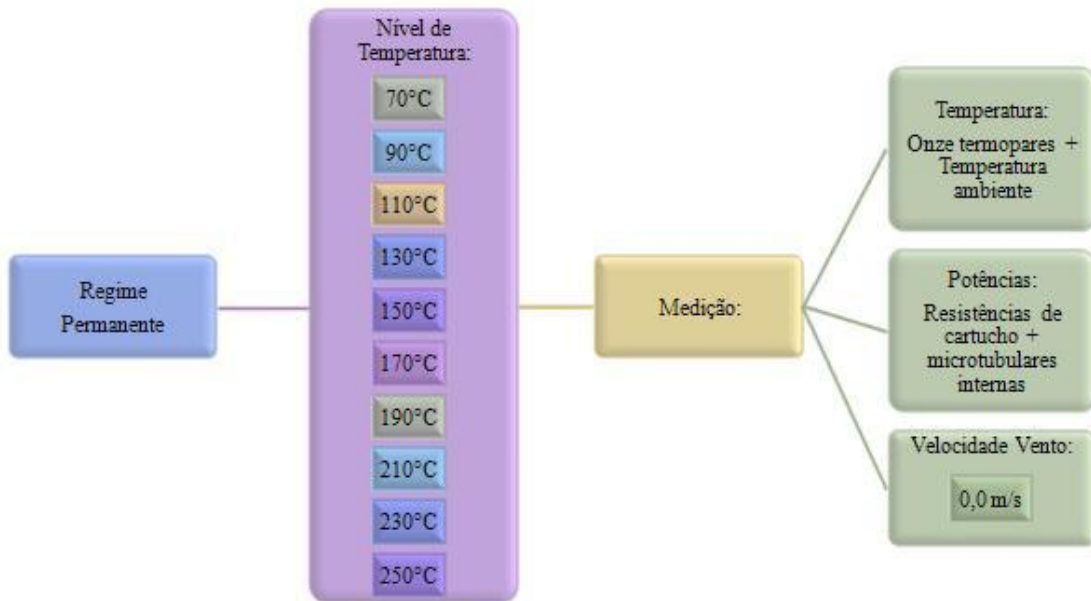 Regime
Permanente
Nível de
Temperatura:
70°C
90°C
110°C
130°C
150°C
170°C
190°C
210°C
230°C
250°C
Medição:
Temperatura:
Onze termopares +
Temperatura
ambiente
Potências:
Resistências de
cartucho +
microtubulares
internas
Velocidade Vento:
0,0 m/s